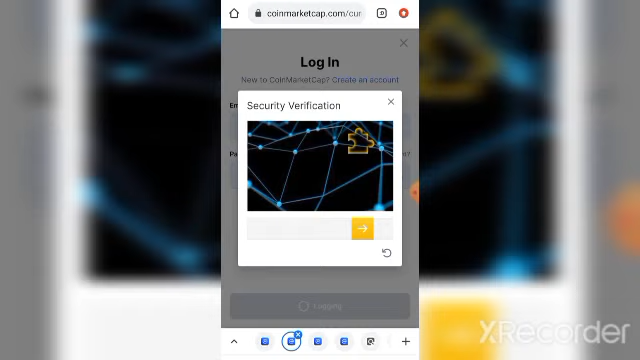 coinmarketcap.com/cur
Log In
New to CoinMarketCap? Create an account
Security Verification
Logging
XRecorder